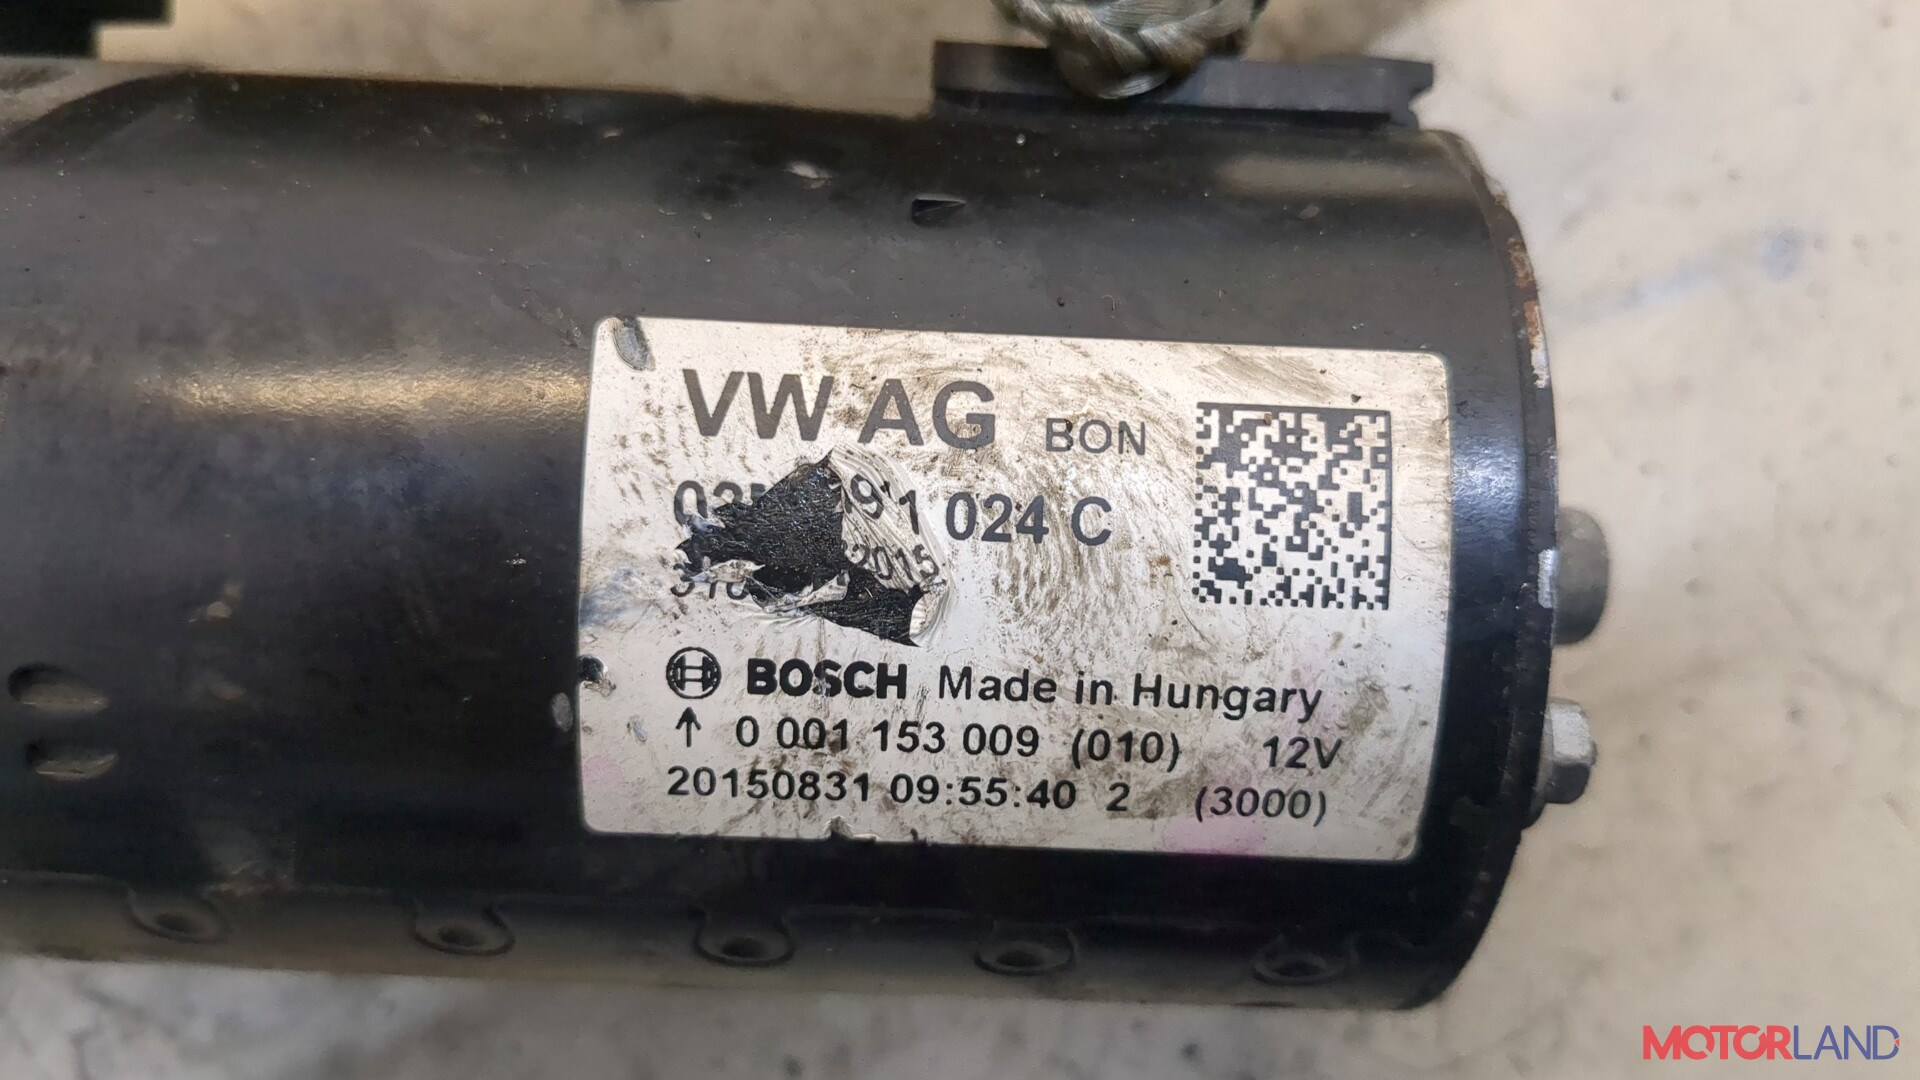 VW AG BON
024 C
BOSCH Made in Hungary
↑ 0 001 153 009 (010) 12V
20150831 09:55:40 2 (3000)
MOTORLAND